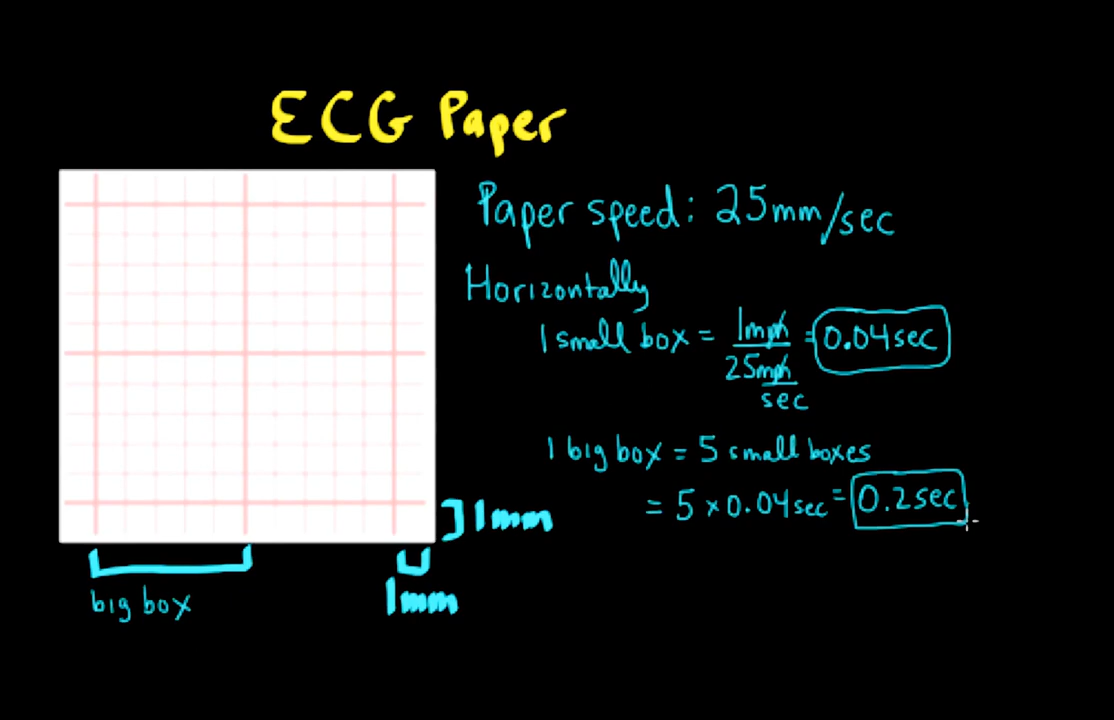 ECG Paper
Paper speed: 25mm/sec
Horizontally
1 small box = 1mm / 25mm/sec = 0.04sec
1 big box = 5 small boxes
= 5 × 0.04sec = 0.2sec
1mm
1mm
big box